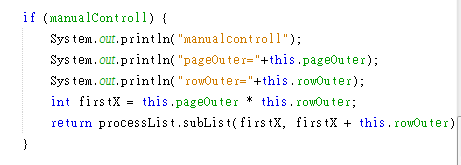 if (manualControll) {
System.out.println("manualControll");
System.out.println("pageOuter="+this.pageOuter);
System.out.println("rowOuter="+this.rowOuter);
int firstX = this.pageOuter * this.rowOuter;
return processList.subList(firstX, firstX + this.rowOuter)
}